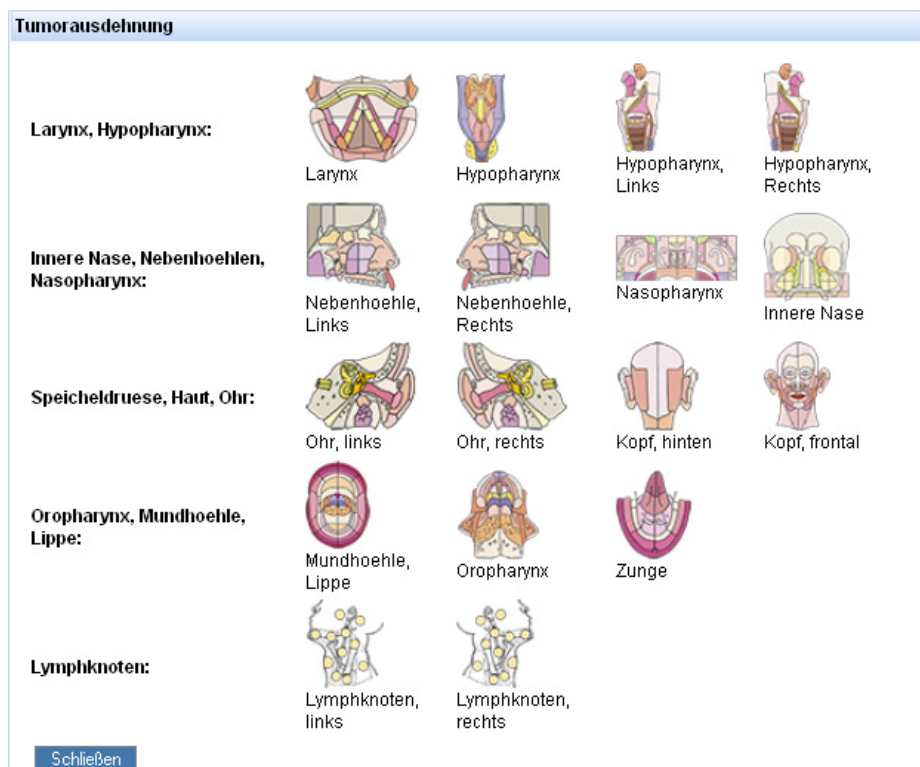 Tumorausdehnung
Larynx, Hypopharynx:
Larynx
Hypopharynx
Hypopharynx,
Links
Hypopharynx,
Rechts
Innere Nase, Nebenhoehlen,
Nasopharynx:
Nebenhoehle,
Links
Nebenhoehle,
Rechts
Nasopharynx
Innere Nase
Speicheldruese, Haut, Ohr:
Ohr, links
Ohr, rechts
Kopf, hinten
Kopf, frontal
Oropharynx, Mundhoehle,
Lippe:
Mundhoehle,
Lippe
Oropharynx
Zunge
Lymphknoten:
Lymphknoten,
links
Lymphknoten,
rechts
Schließen